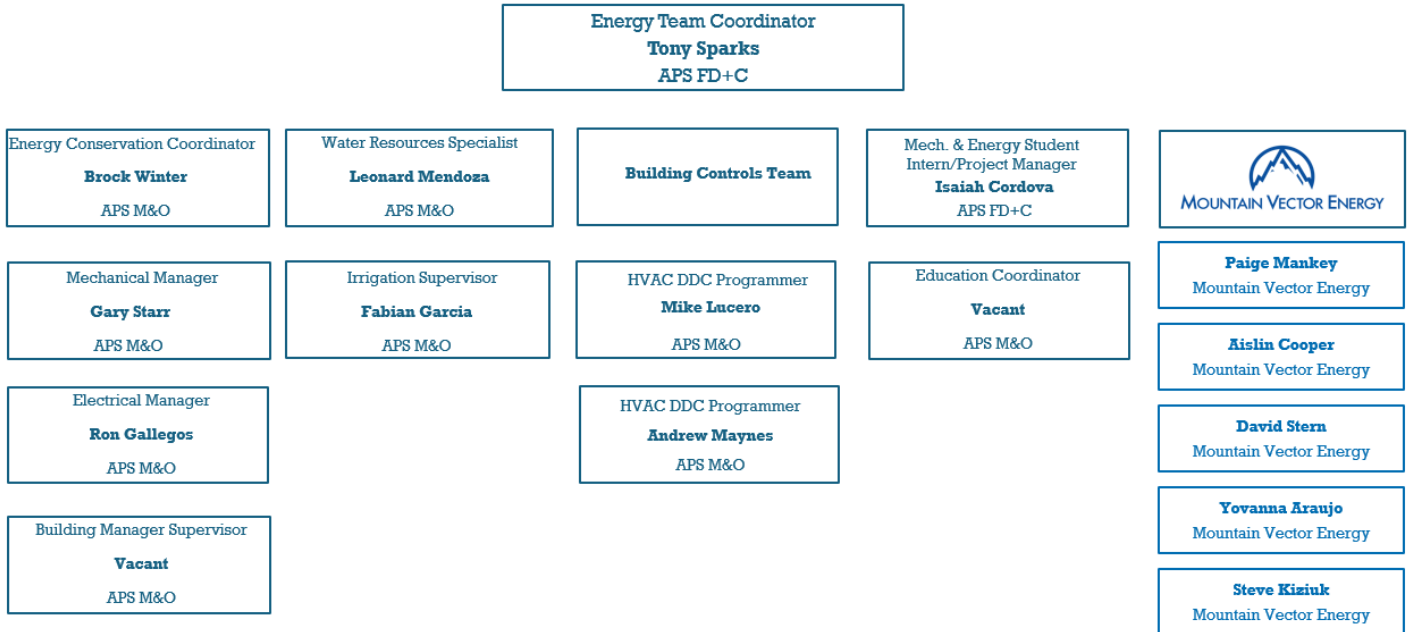 Energy Team Coordinator
Tony Sparks
APS FD+C
Energy Conservation Coordinator
Brock Winter
APS M&O
Water Resources Specialist
Leonard Mendoza
APS M&O
Building Controls Team
Mech. & Energy Student
Intern/Project Manager
Isaiah Cordova
APS FD+C
MOUNTAIN VECTOR ENERGY
Mechanical Manager
Gary Starr
APS M&O
Irrigation Supervisor
Fabian Garcia
APS M&O
HVAC DDC Programmer
Mike Lucero
APS M&O
Education Coordinator
Vacant
APS M&O
Paige Mankey
Mountain Vector Energy
Aislin Cooper
Mountain Vector Energy
Electrical Manager
Ron Gallegos
APS M&O
HVAC DDC Programmer
Andrew Maynes
APS M&O
David Stern
Mountain Vector Energy
Yovanna Araujo
Mountain Vector Energy
Building Manager Supervisor
Vacant
APS M&O
Steve Kiziuk
Mountain Vector Energy